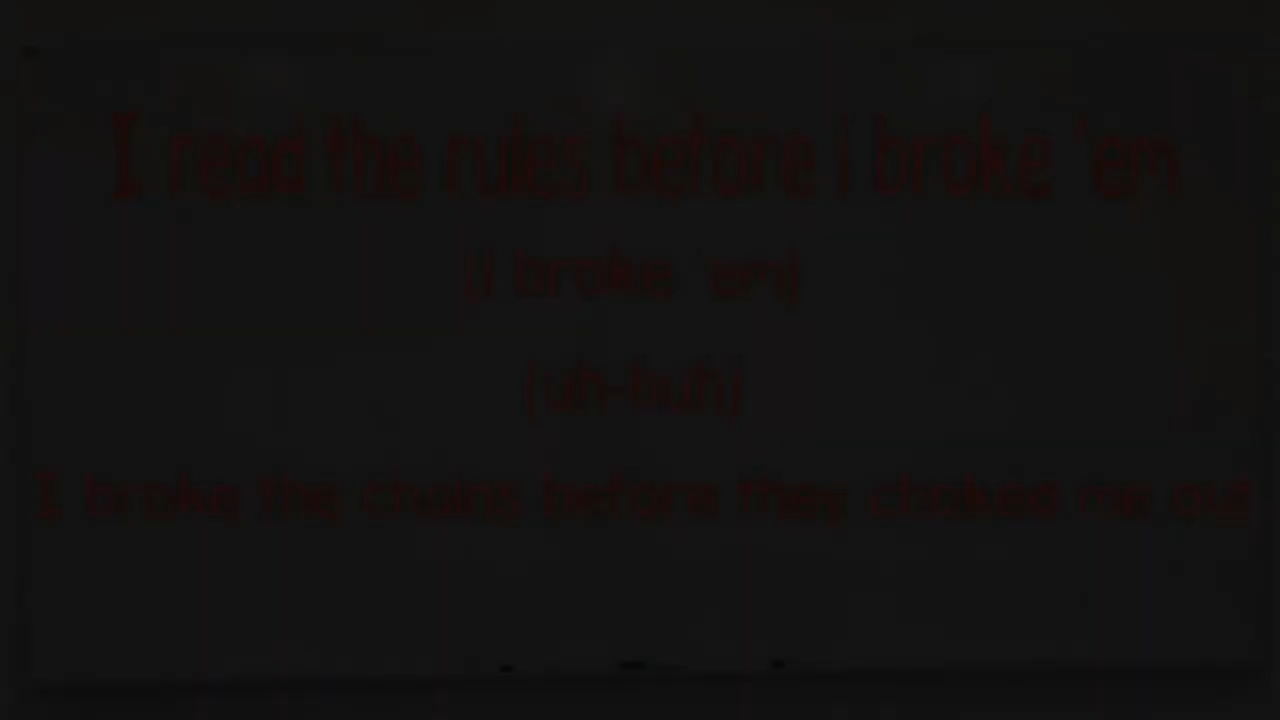 I read the rules before I broke 'em
(I broke 'em)
(uh-huh)
I broke the chains before they choked me out